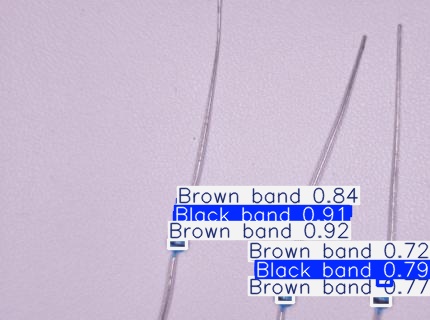 Brown band 0.84
Black band 0.91
Brown band 0.92
Brown band 0.72
Black band 0.79
Brown band 0.77